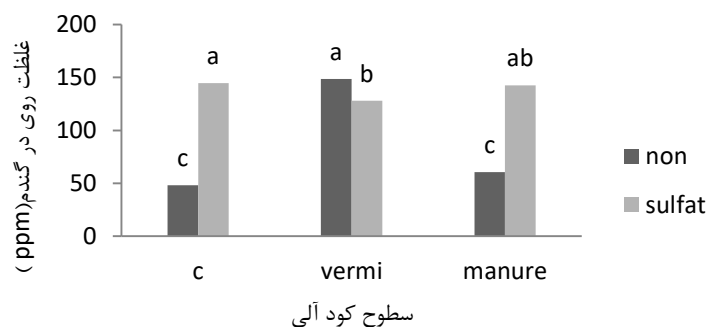 غلظت روی در گندم(ppm )
200
150
100
50
0
a
c
a
b
ab
c
c
vermi
manure
non
sulfat
سطوح کود آلی